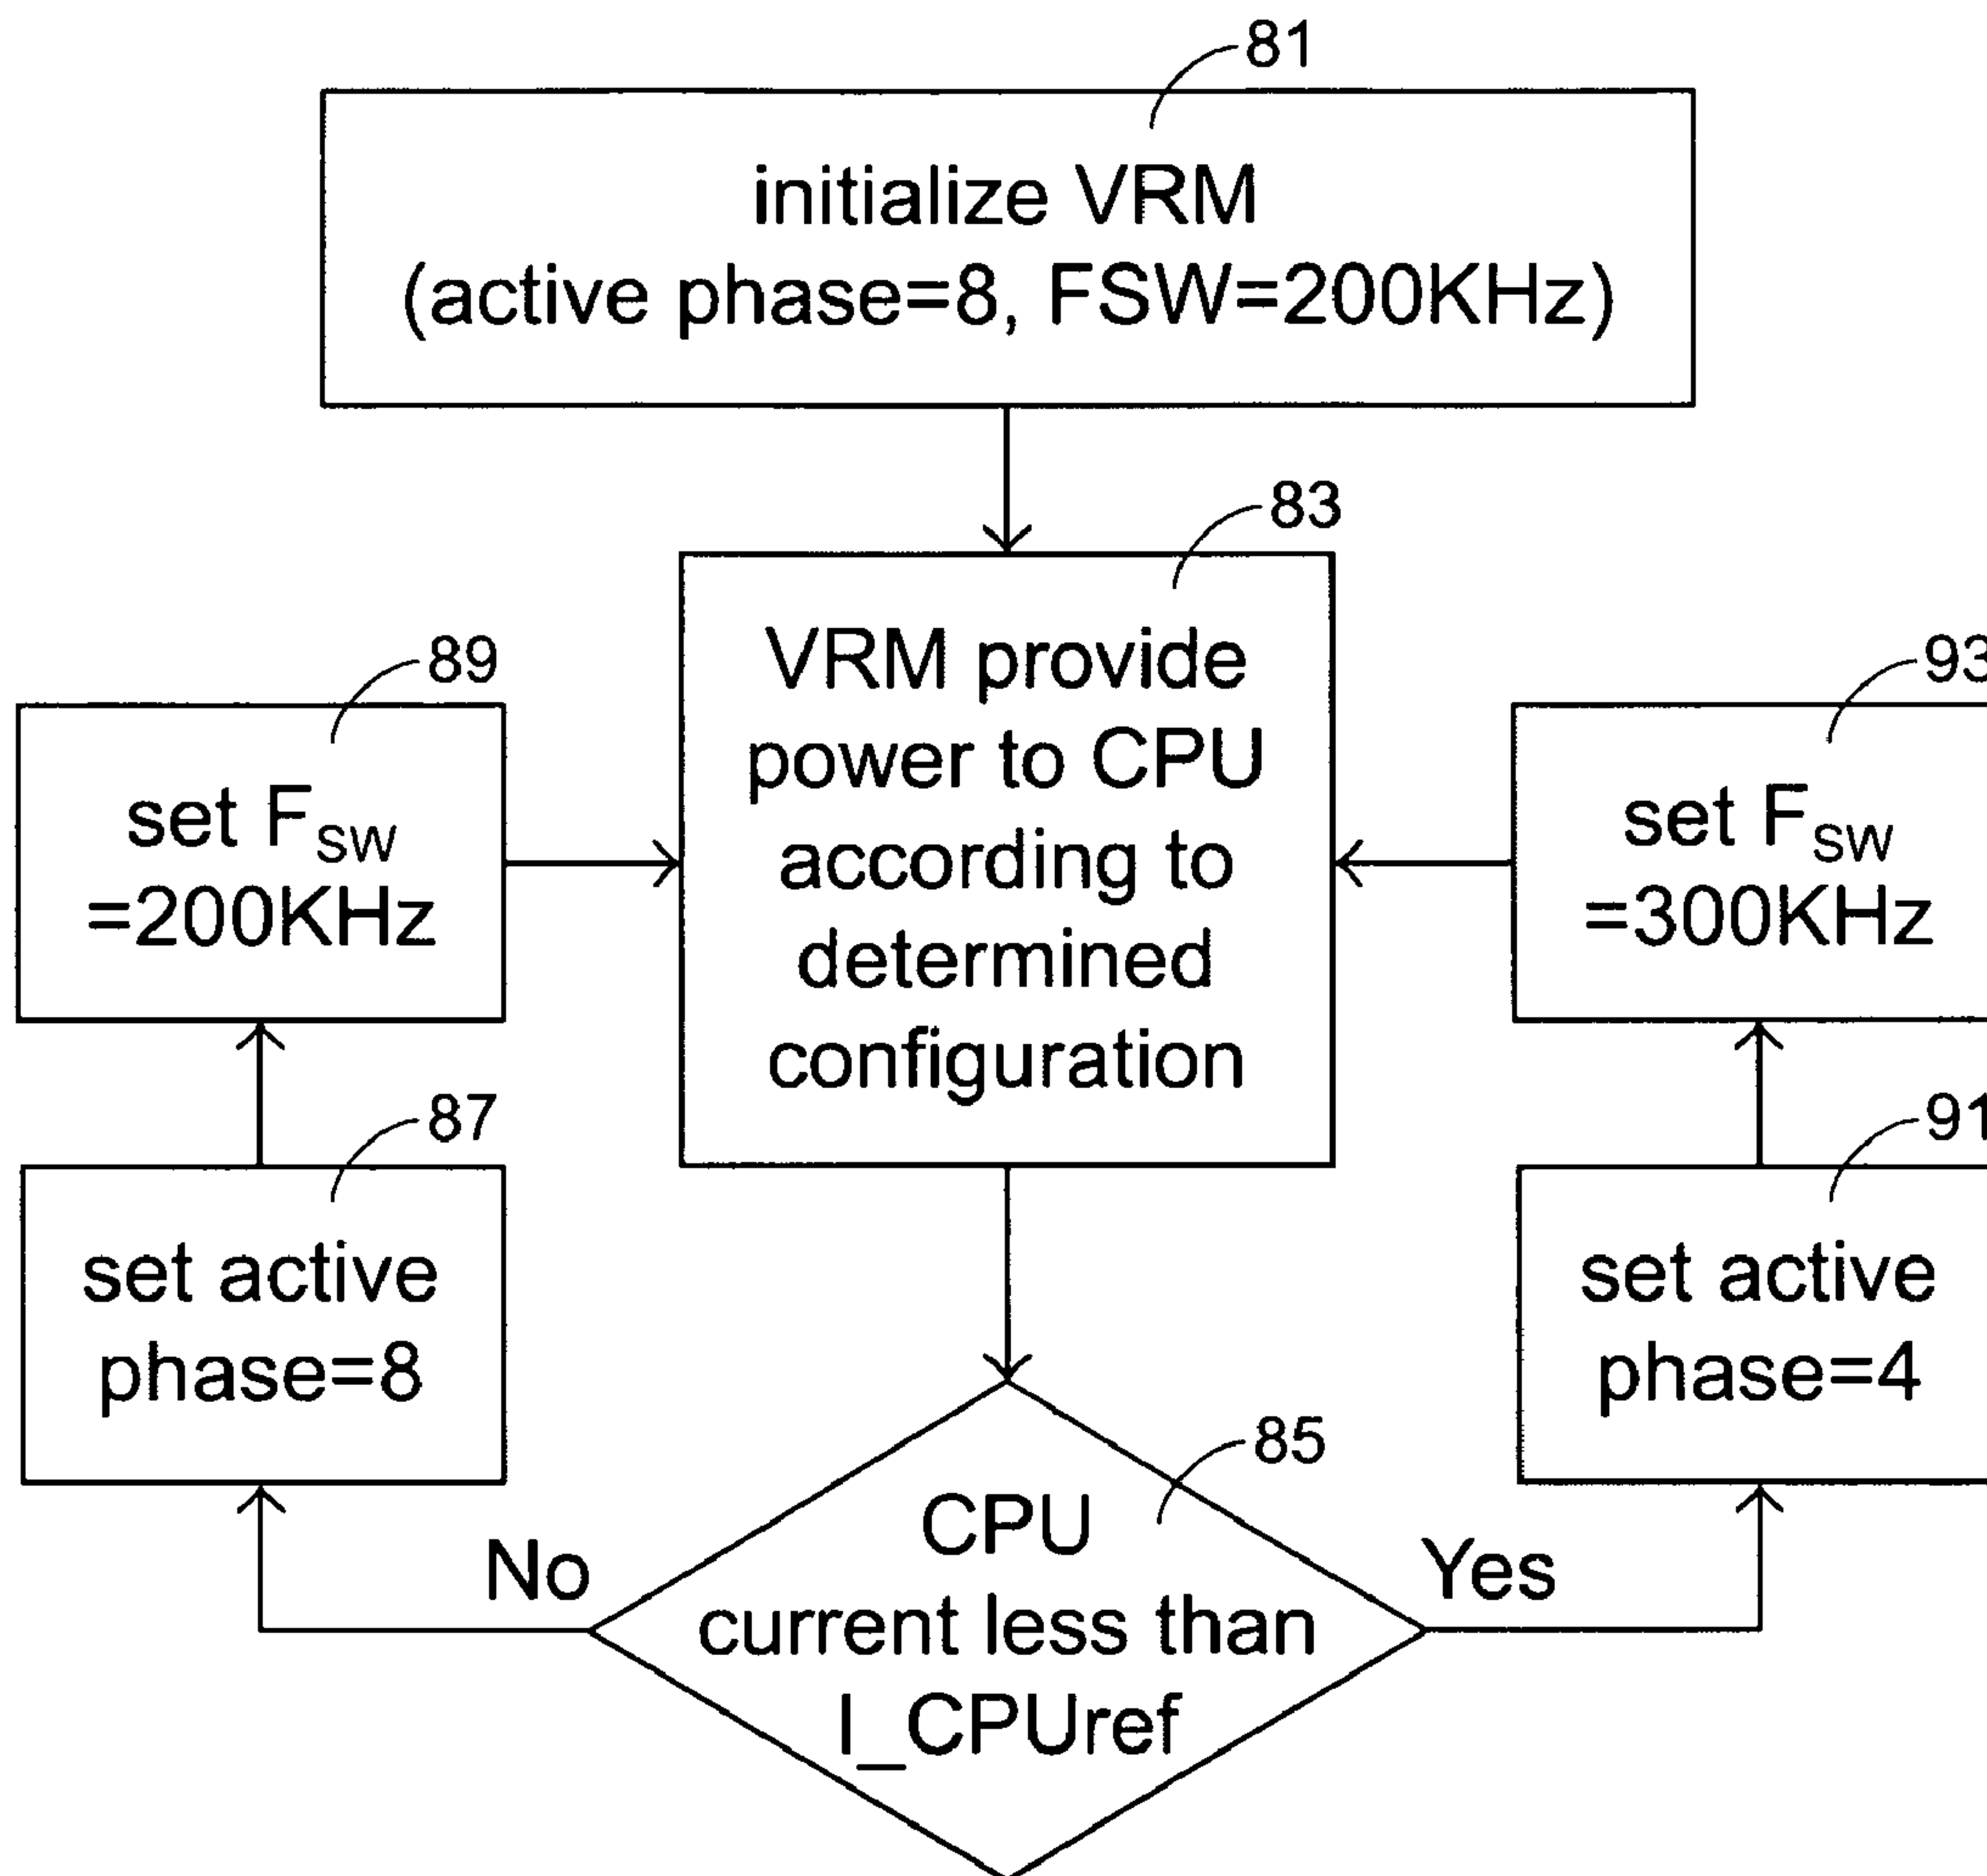 81
initialize VRM
(active phase=8, FSW=200KHz)
83
VRM provide
power to CPU
according to
determined
configuration
89
set FSW
=200KHz
93
set FSW
=300KHz
87
set active
phase=8
91
set active
phase=4
85
CPU
current less than
I_CPUref
No
Yes